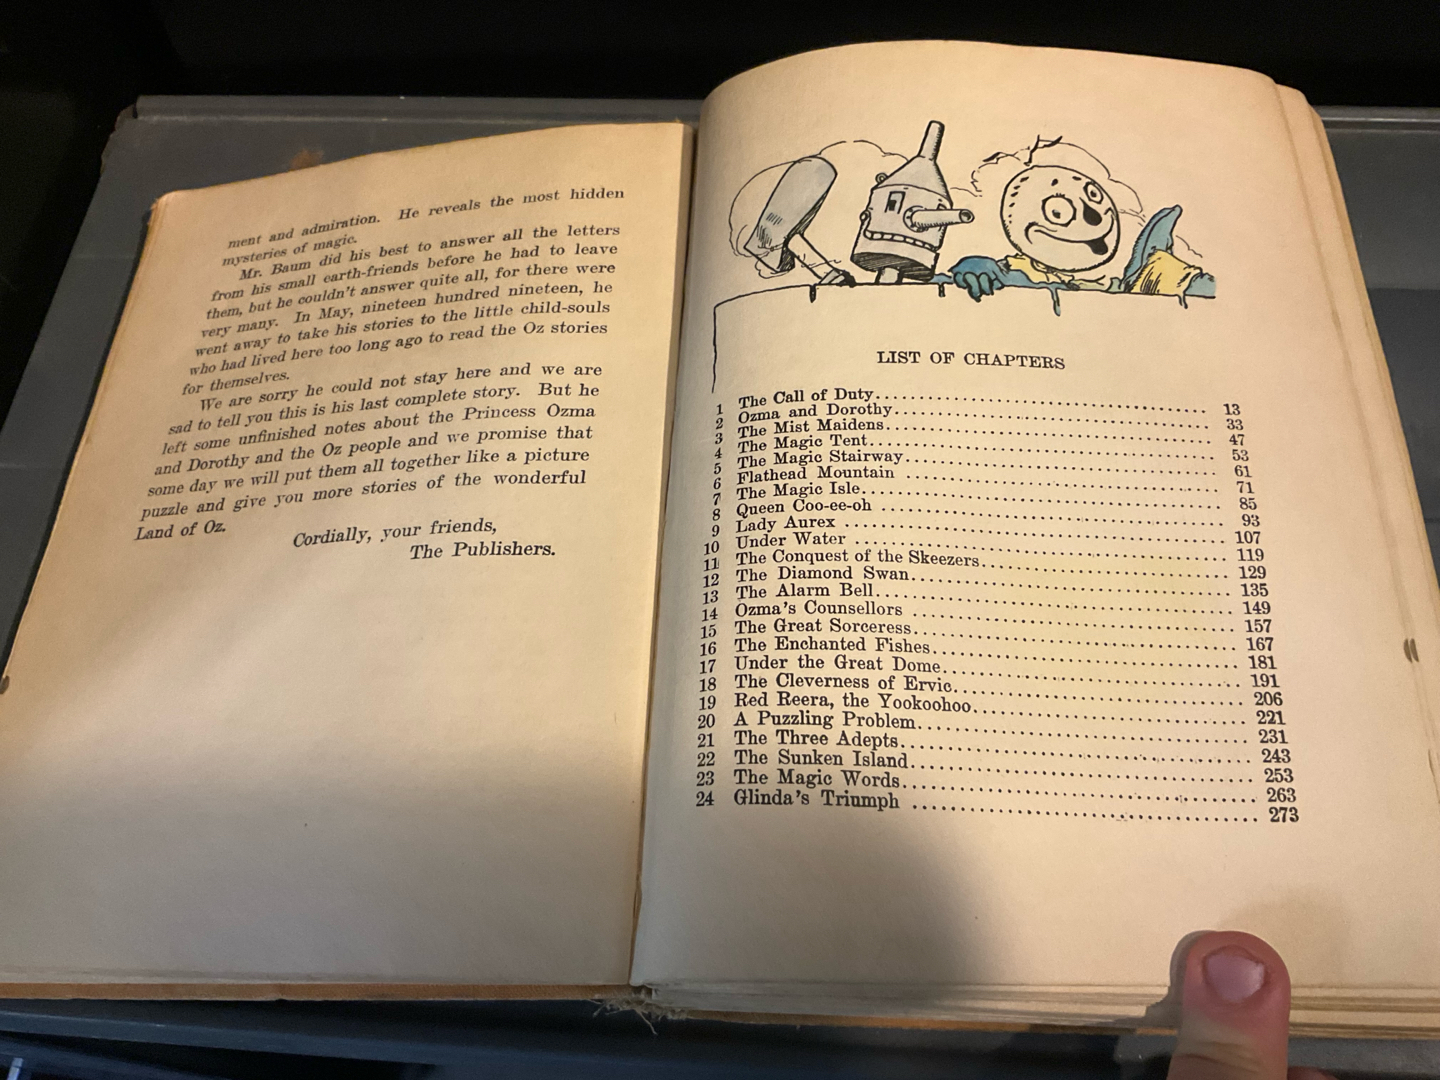 ment and admiration. He reveals the most hidden
mysteries of magic.
Mr. Baum did his best to answer all the letters
from his small earth-friends before he had to leave
them, but he couldn't answer quite all, for there were
very many. In May, nineteen hundred nineteen, he
went away to take his stories to the little child-souls
who had lived here too long ago to read the Oz stories
for themselves.
We are sorry he could not stay here and we are
sad to tell you this is his last complete story. But he
left some unfinished notes about the Princess Ozma
and Dorothy and the Oz people and we promise that
some day we will put them all together like a picture
puzzle and give you more stories of the wonderful
Land of Oz.
Cordially, your friends,
The Publishers.
LIST OF CHAPTERS
1 The Call of Duty 13
2 Ozma and Dorothy 33
3 The Mist Maidens 47
4 The Magic Tent 53
5 The Magic Stairway 61
6 Flathead Mountain 71
7 The Magic Isle 85
8 Queen Coo-ee-oh 93
9 Lady Aurex 107
10 Under Water 119
11 The Conquest of the Skeezers 129
12 The Diamond Swan 135
13 The Alarm Bell 149
14 Ozma's Counsellors 157
15 The Great Sorceress 167
16 The Enchanted Fishes 181
17 Under the Great Dome 191
18 The Cleverness of Ervic 206
19 Red Reera, the Yookoohoo 221
20 A Puzzling Problem 231
21 The Three Adepts 243
22 The Sunken Island 253
23 The Magic Words 263
24 Glinda's Triumph 273